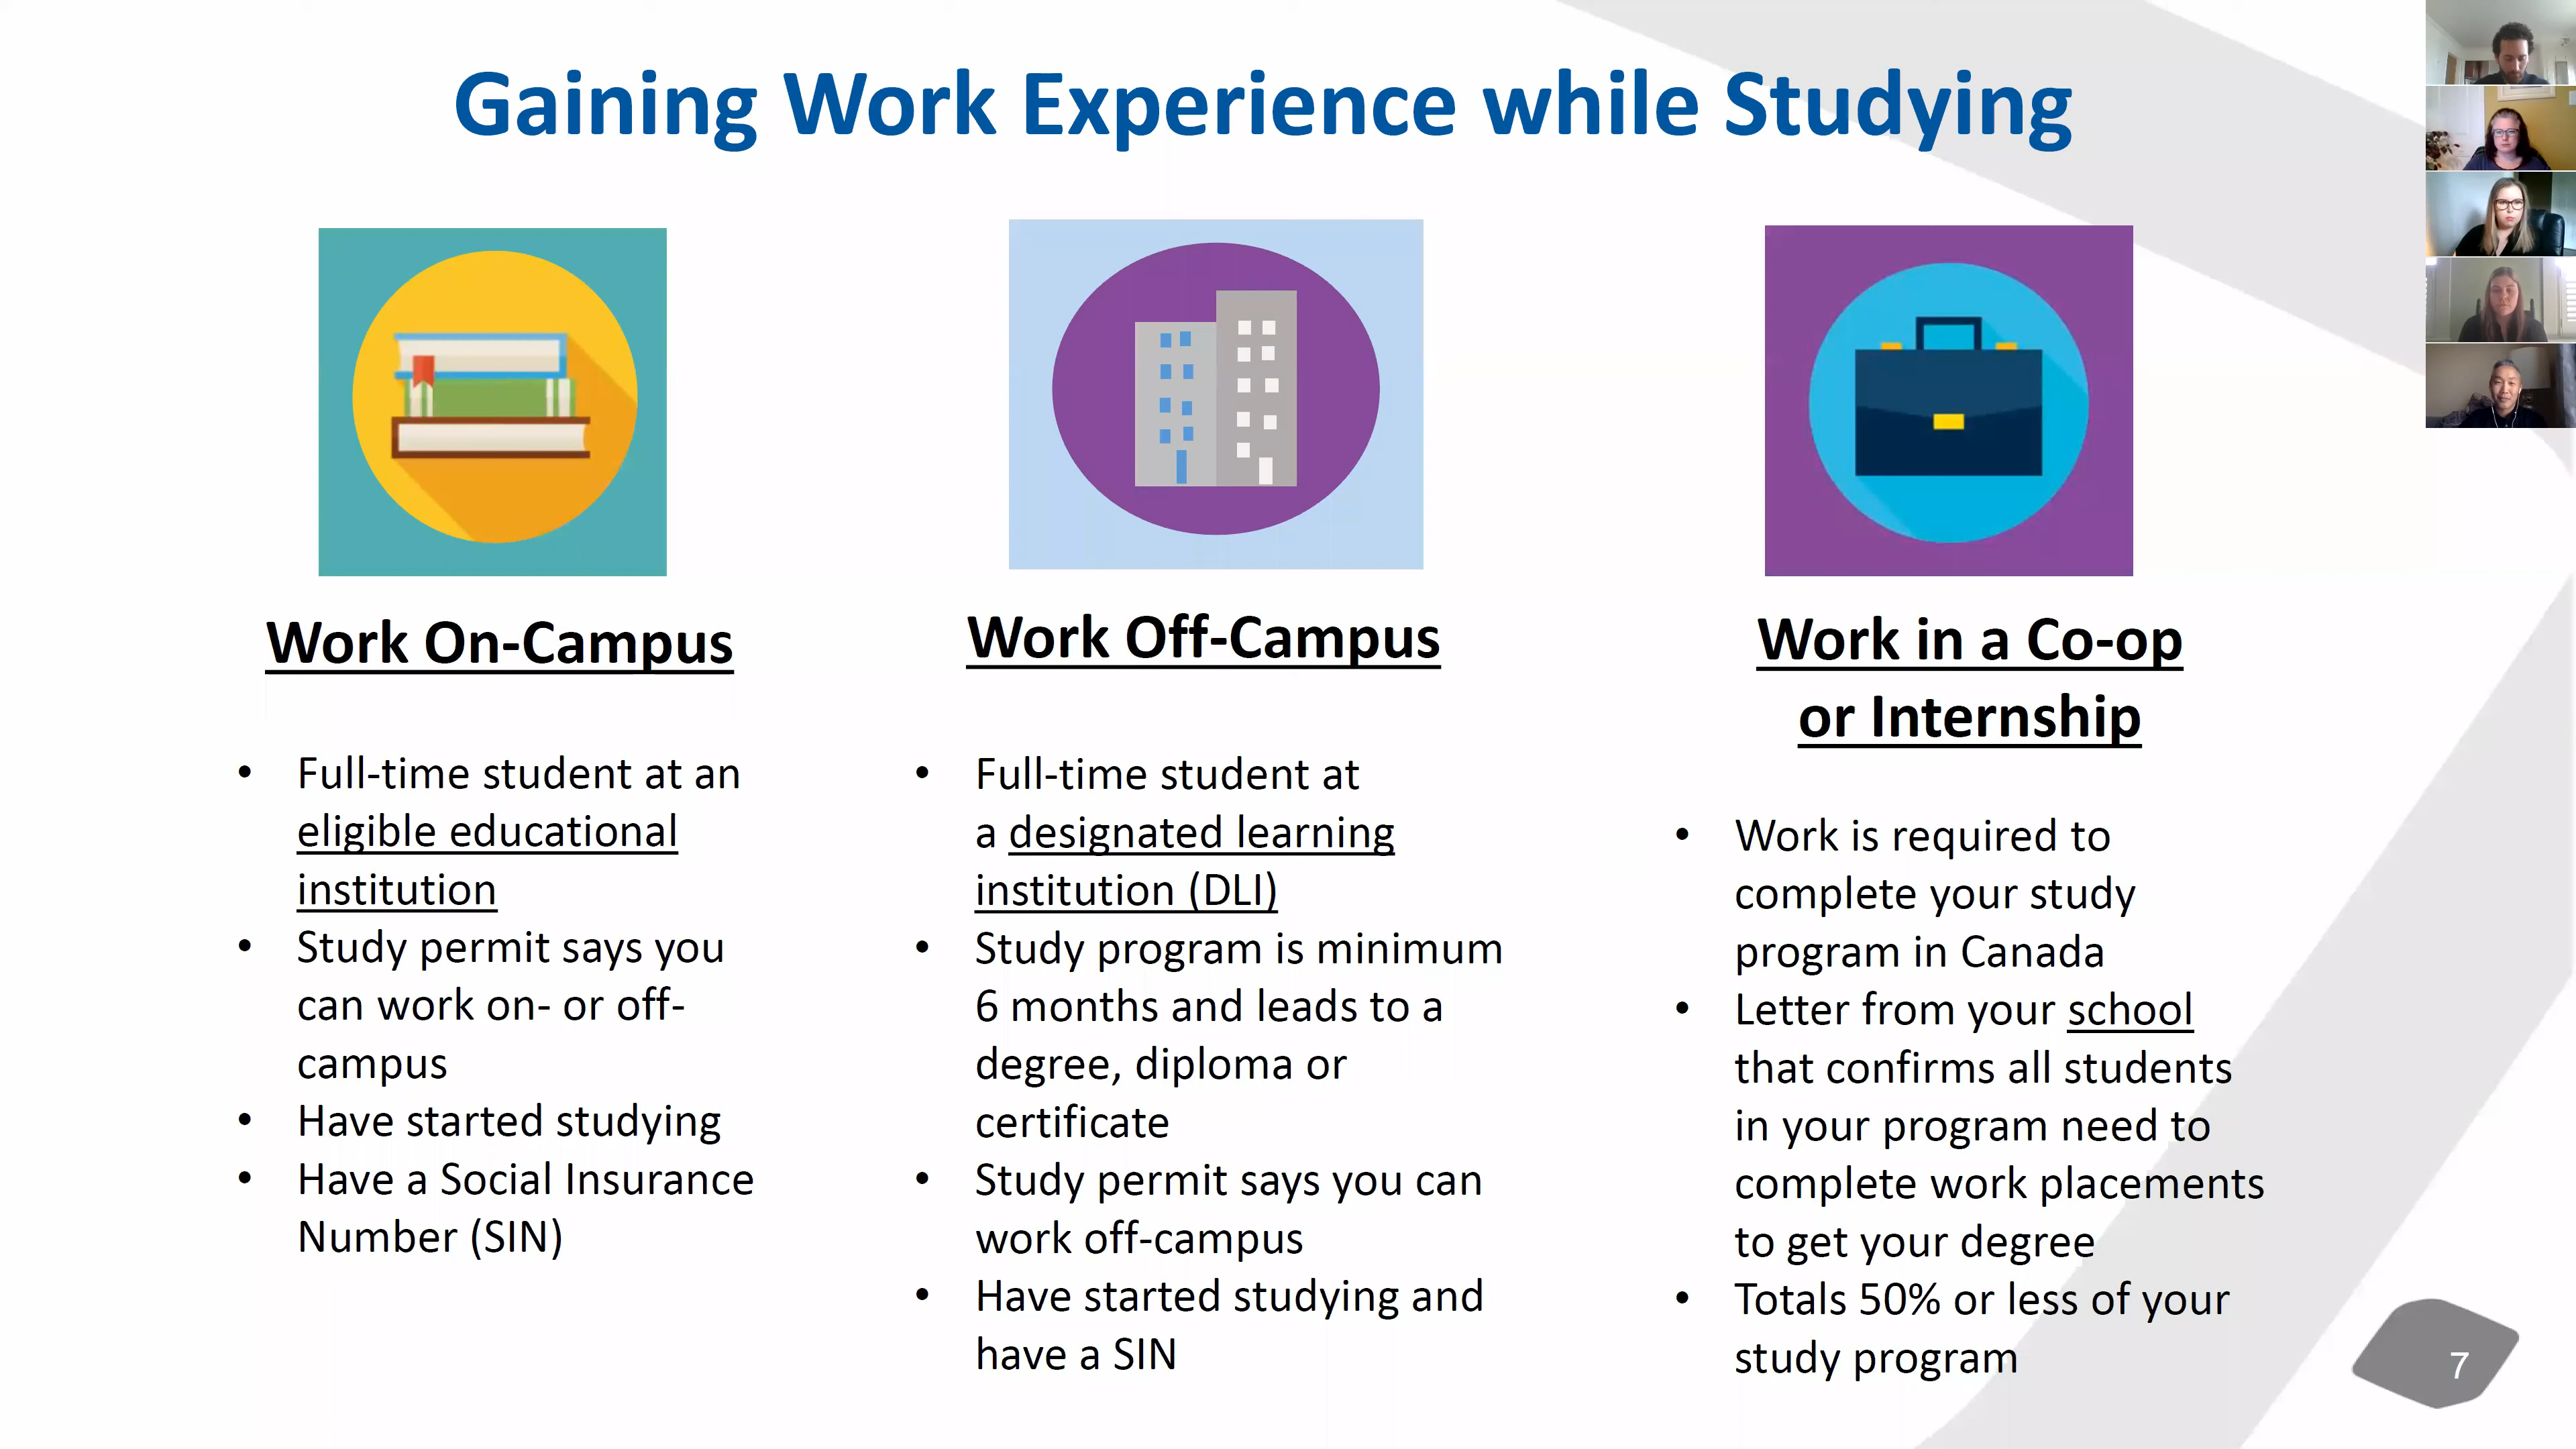 Gaining Work Experience while Studying
Work On-Campus
• Full-time student at an
eligible educational
institution
• Study permit says you
can work on- or off-
campus
• Have started studying
• Have a Social Insurance
Number (SIN)
Work Off-Campus
• Full-time student at
a designated learning
institution (DLI)
• Study program is minimum
6 months and leads to a
degree, diploma or
certificate
• Study permit says you can
work off-campus
• Have started studying and
have a SIN
Work in a Co-op
or Internship
• Work is required to
complete your study
program in Canada
• Letter from your school
that confirms all students
in your program need to
complete work placements
to get your degree
• Totals 50% or less of your
study program
7